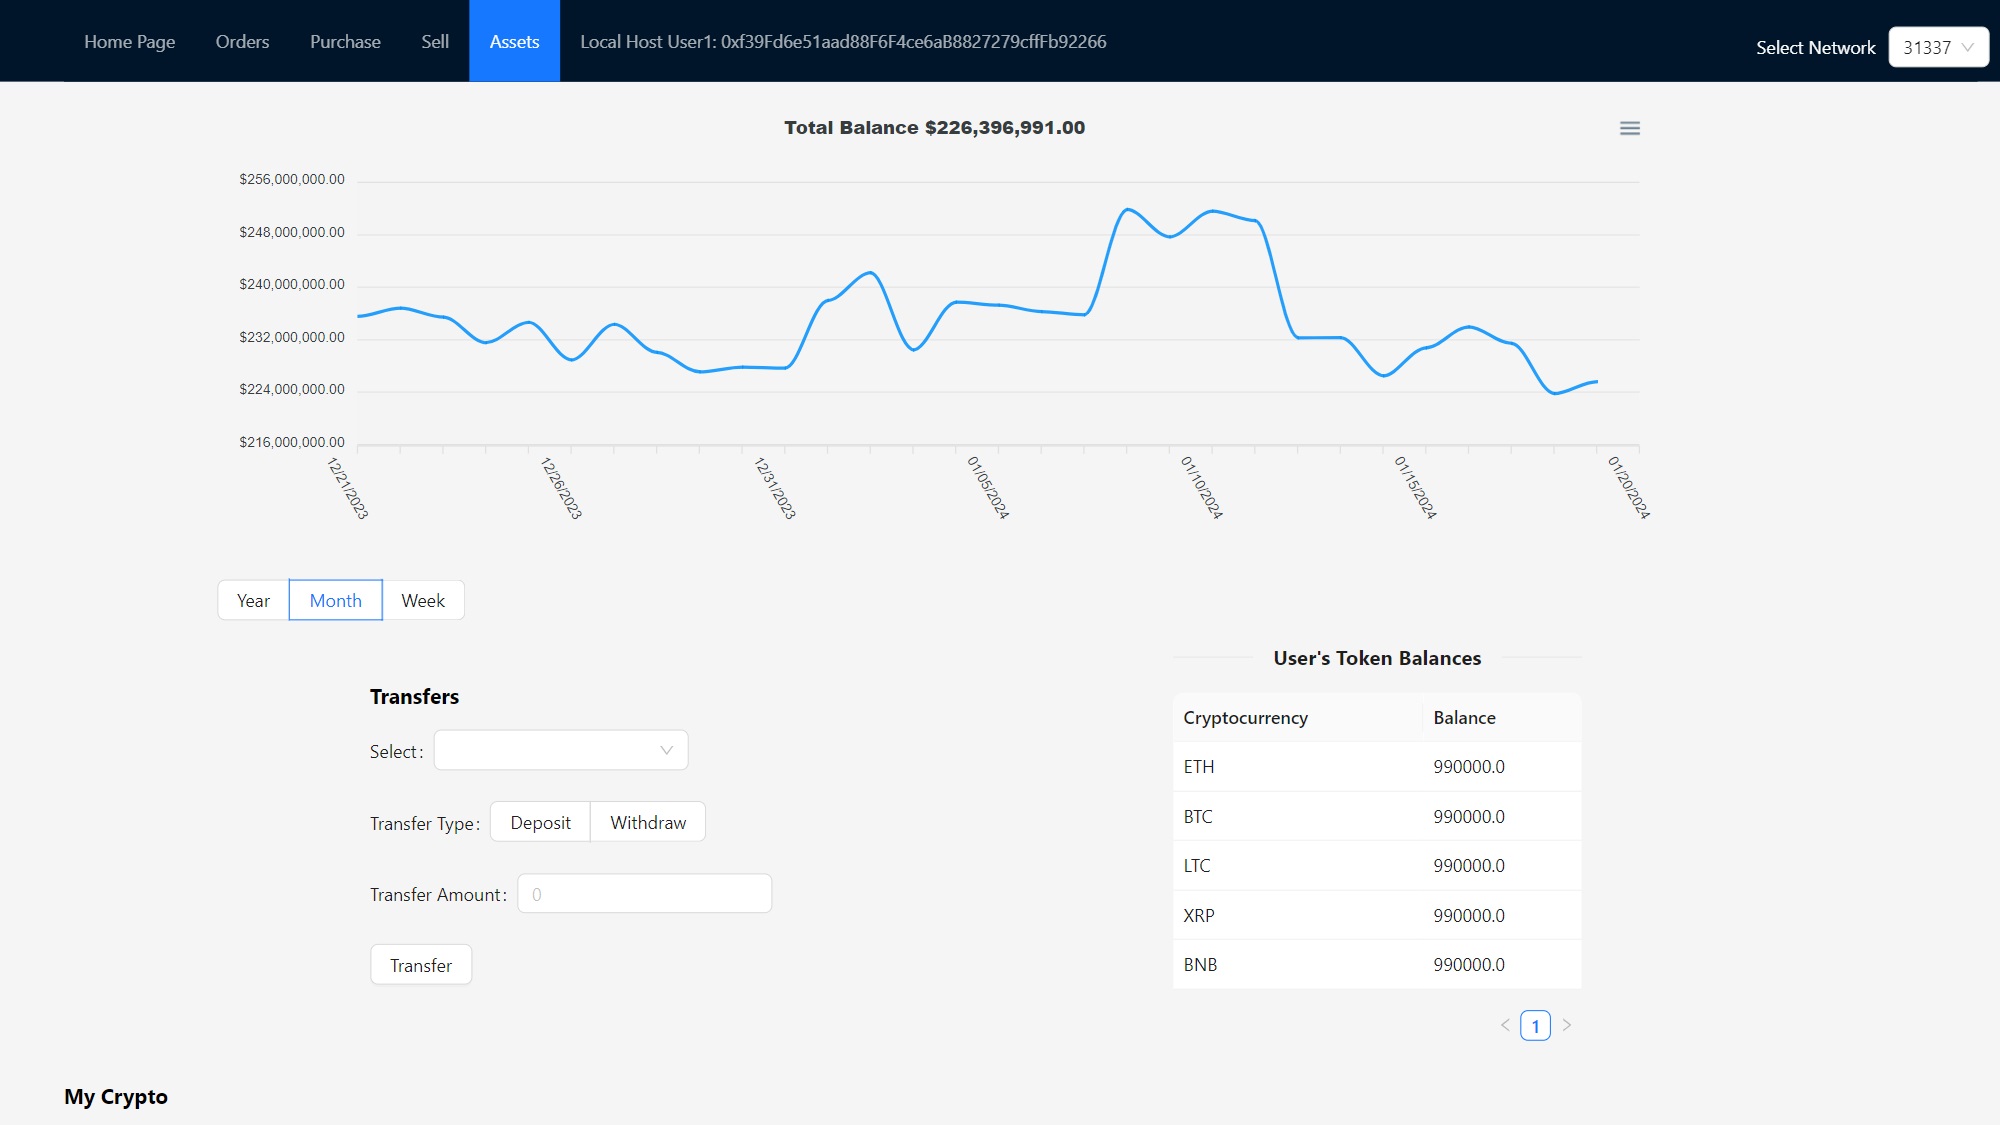 Home Page Orders Purchase Sell Assets Local Host User1: 0xf39Fd6e51aad88F6F4ce6aB8827279cffFb92266 Select Network 31337
Total Balance $226,396,991.00
$256,000,000.00
$248,000,000.00
$240,000,000.00
$232,000,000.00
$224,000,000.00
$216,000,000.00
12/21/2023 12/26/2023 12/31/2023 01/05/2024 01/10/2024 01/15/2024 01/20/2024
Year Month Week
Transfers
Select:
Transfer Type: Deposit Withdraw
Transfer Amount: 0
Transfer
User's Token Balances
Cryptocurrency Balance
ETH 990000.0
BTC 990000.0
LTC 990000.0
XRP 990000.0
BNB 990000.0
< 1 >
My Crypto